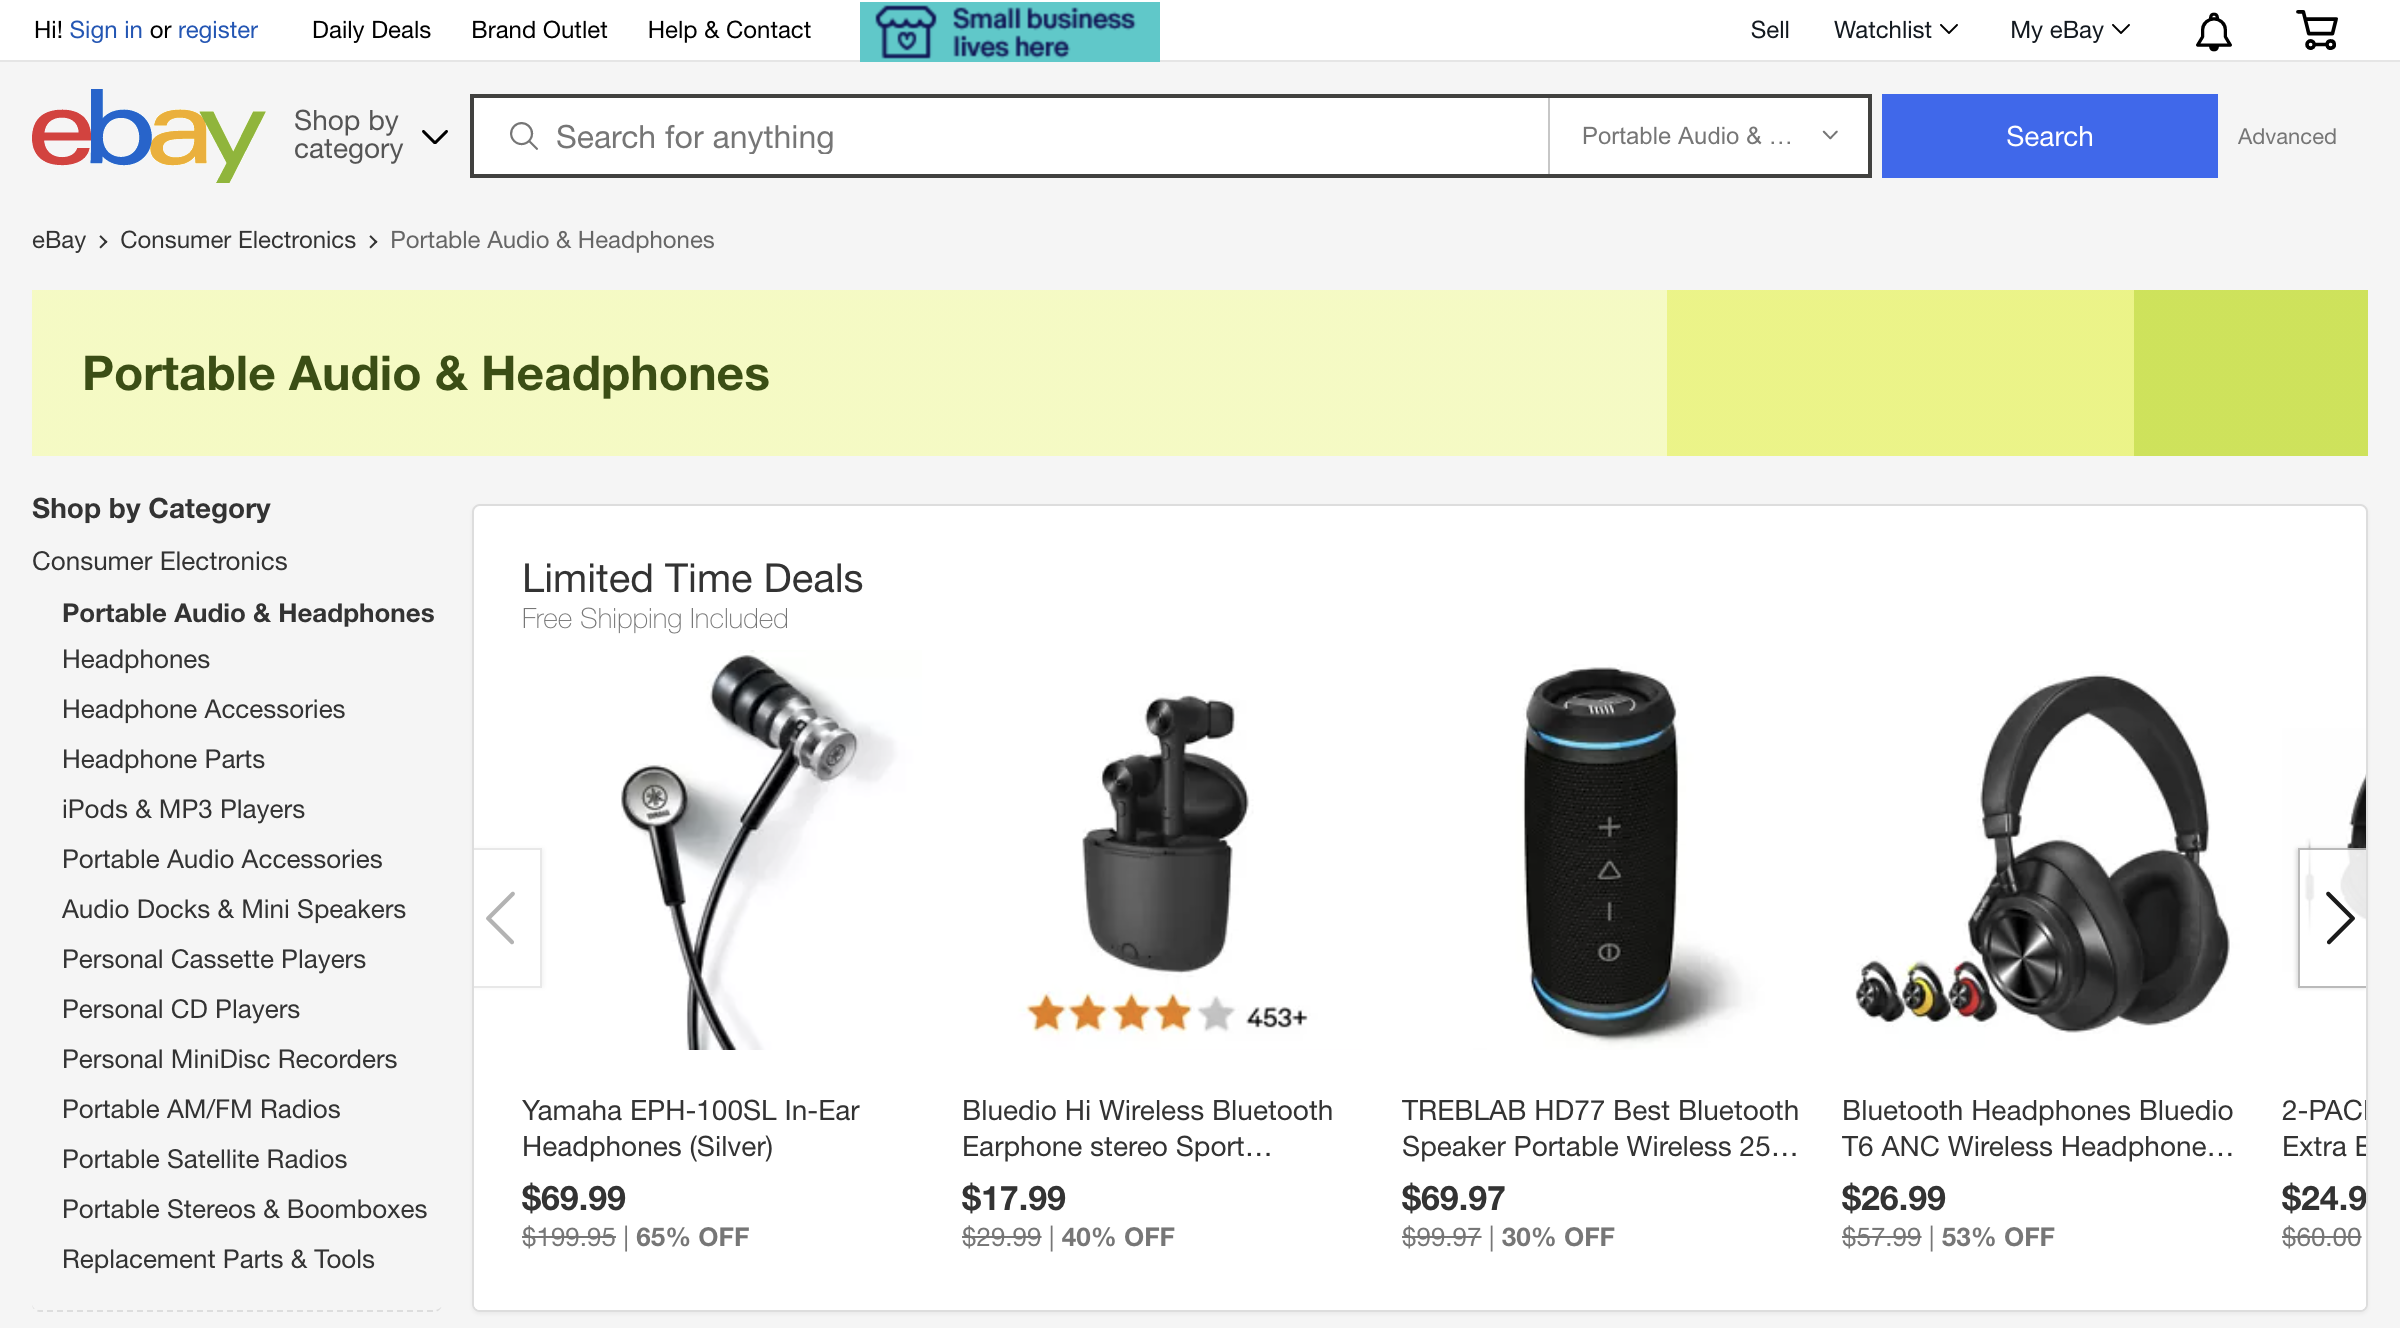 Hi! Sign in or register
Daily Deals
Brand Outlet
Help & Contact
Small business
lives here
Sell
Watchlist
My eBay
ebay
Shop by
category
Search for anything
Portable Audio & ...
Search
Advanced
eBay > Consumer Electronics > Portable Audio & Headphones
Portable Audio & Headphones
Shop by Category
Consumer Electronics
Portable Audio & Headphones
Headphones
Headphone Accessories
Headphone Parts
iPods & MP3 Players
Portable Audio Accessories
Audio Docks & Mini Speakers
Personal Cassette Players
Personal CD Players
Personal MiniDisc Recorders
Portable AM/FM Radios
Portable Satellite Radios
Portable Stereos & Boomboxes
Replacement Parts & Tools
Limited Time Deals
Free Shipping Included
Yamaha EPH-100SL In-Ear
Headphones (Silver)
$69.99
$199.95 | 65% OFF
453+
Bluedio Hi Wireless Bluetooth
Earphone stereo Sport...
$17.99
$29.99 | 40% OFF
TREBLAB HD77 Best Bluetooth
Speaker Portable Wireless 25...
$69.97
$99.97 | 30% OFF
Bluetooth Headphones Bluedio
T6 ANC Wireless Headphone...
$26.99
$57.99 | 53% OFF
2-PAC
Extra
$24.9
$60.00